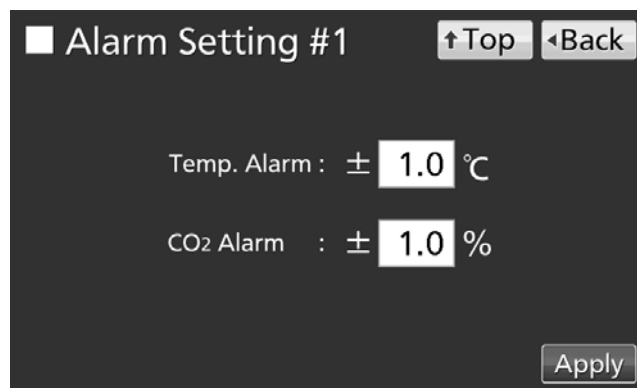 Alarm Setting #1
↑Top
◂Back
Temp. Alarm : ± 1.0 ℃
CO2 Alarm : ± 1.0 %
Apply